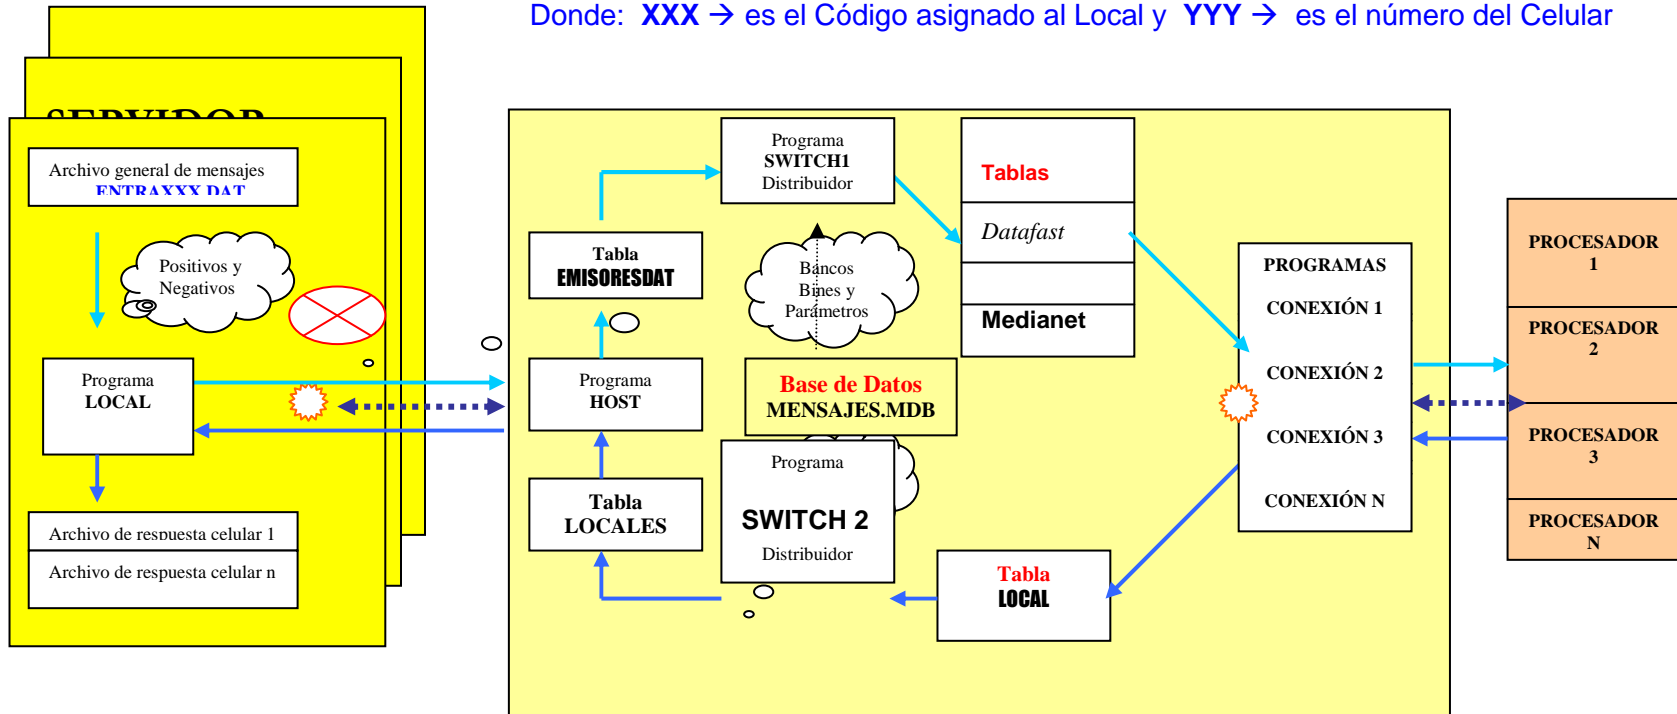 Donde: XXX → es el Código asignado al Local y YYY → es el número del Celular
SERVIDOR
Archivo general de mensajes
ENTRAXXX.DAT
Positivos y
Negativos
Programa
LOCAL
Archivo de respuesta celular 1
Archivo de respuesta celular n
Programa
SWITCH1
Distribuidor
Tabla
EMISORESDAT
Bancos
Bines y
Parámetros
Programa
HOST
Base de Datos
MENSAJES.MDB
Tabla
LOCALES
Programa
SWITCH 2
Distribuidor
Tabla
LOCAL
Tablas
Datafast
Medianet
PROGRAMAS
CONEXIÓN 1
CONEXIÓN 2
CONEXIÓN 3
CONEXIÓN N
PROCESADOR
1
PROCESADOR
2
PROCESADOR
3
PROCESADOR
N